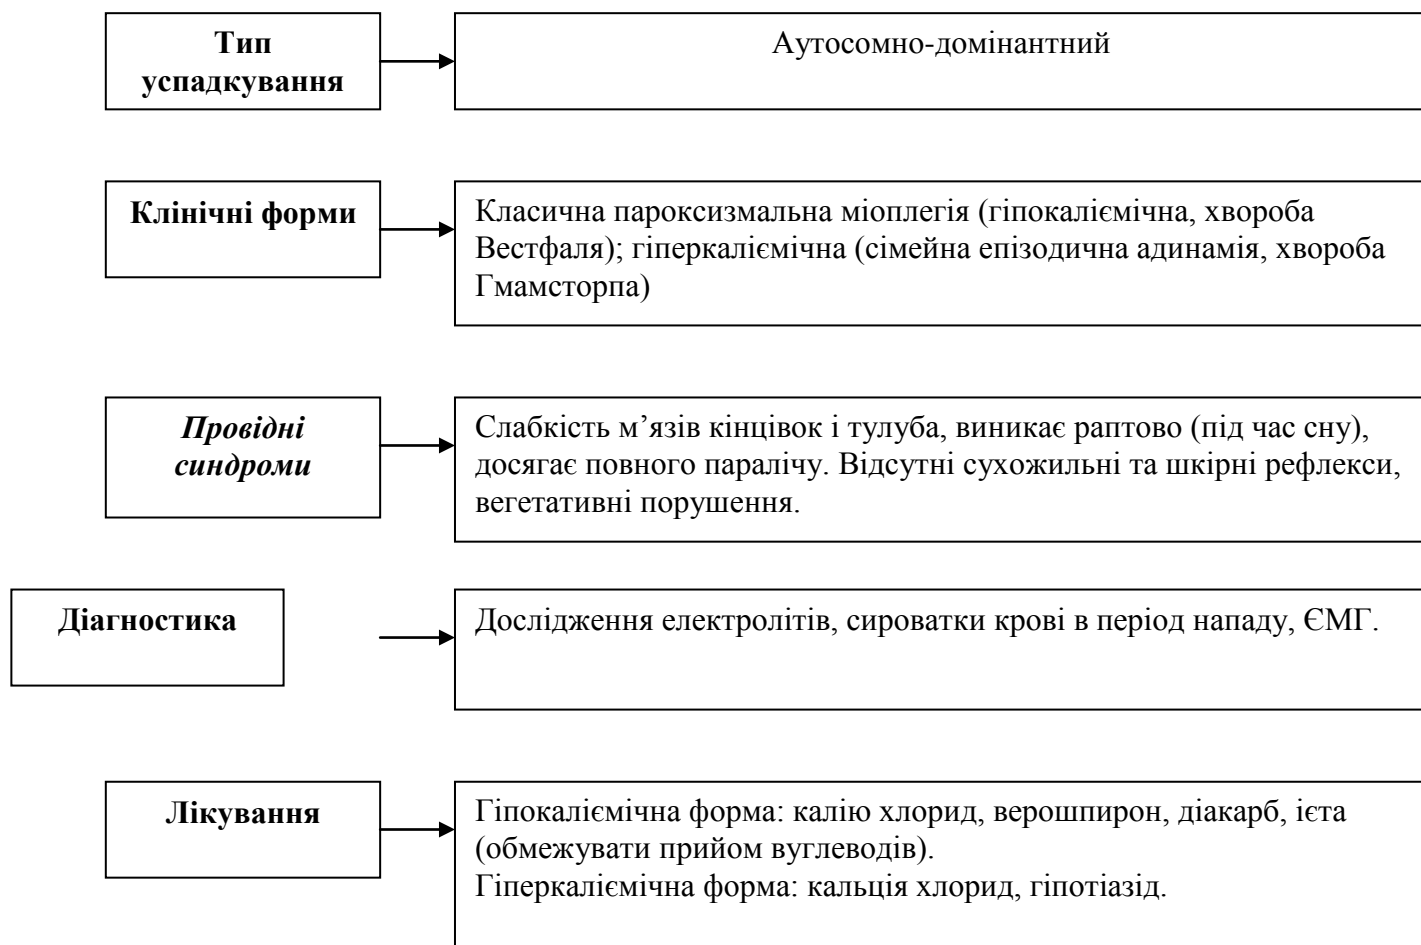 Тип
успадкування
Аутосомно-домінантний
Клінічні форми
Класична пароксизмальна міоплегія (гіпокаліємічна, хвороба
Вестфаля); гіперкаліємічна (сімейна епізодична адинамія, хвороба
Гмамсторпа)
Провідні
синдроми
Слабкість м’язів кінцівок і тулуба, виникає раптово (під час сну),
досягає повного паралічу. Відсутні сухожильні та шкірні рефлекси,
вегетативні порушення.
Діагностика
Дослідження електролітів, сироватки крові в період нападу, ЄМГ.
Лікування
Гіпокаліємічна форма: калію хлорид, верошпирон, діакарб, ієта
(обмежувати прийом вуглеводів).
Гіперкаліємічна форма: кальція хлорид, гіпотіазід.